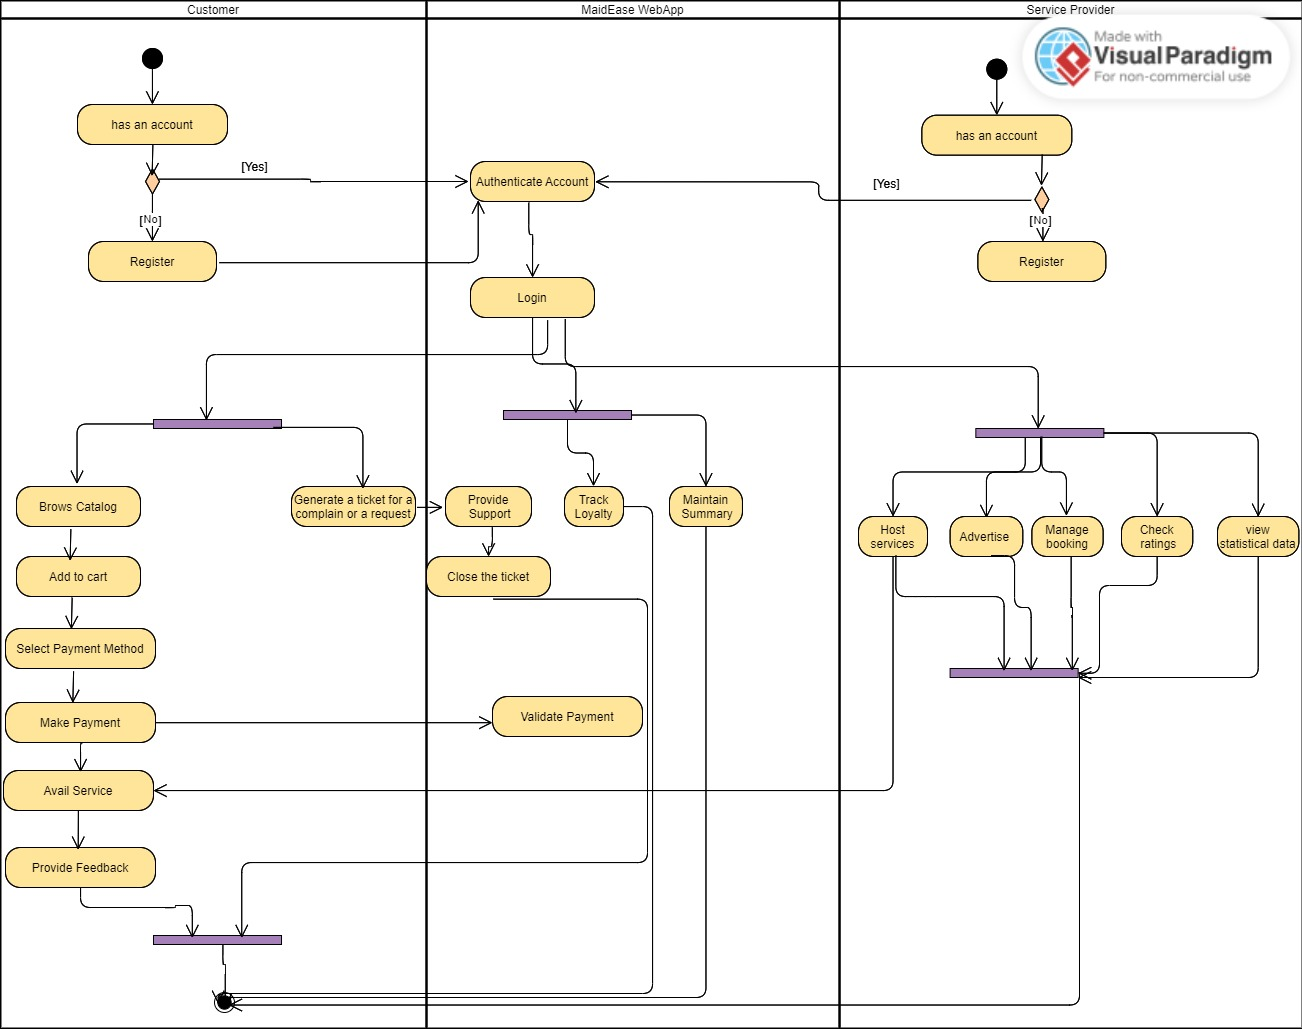 Customer
MaidEase WebApp
Service Provider
Made with
VisualParadigm
For non-commercial use
has an account
has an account
[Yes]
Authenticate Account
[Yes]
[No]
[No]
Register
Register
Login
Brows Catalog
Generate a ticket for a
complain or a request
Provide
Support
Track
Loyalty
Maintain
Summary
Host
services
Advertise
Manage
booking
Check
ratings
view
statistical data
Add to cart
Close the ticket
Select Payment Method
Make Payment
Validate Payment
Avail Service
Provide Feedback